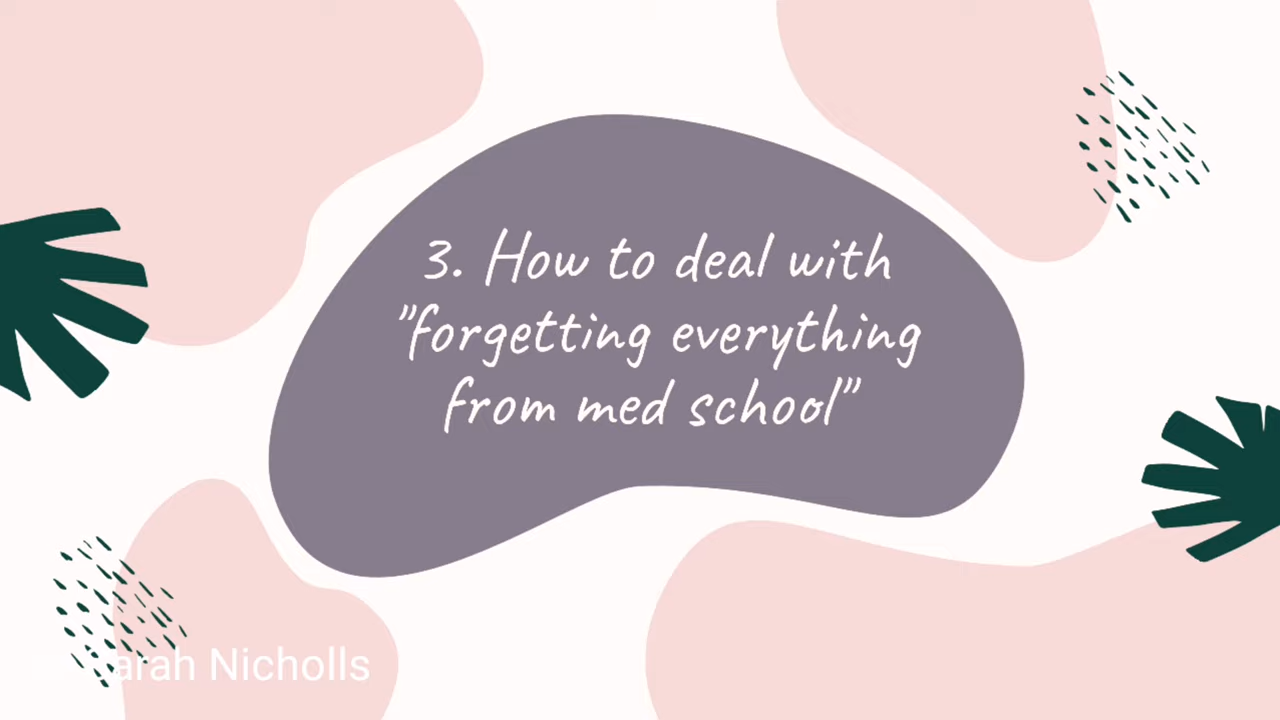 3. How to deal with
"forgetting everything
from med school"
Nicholls